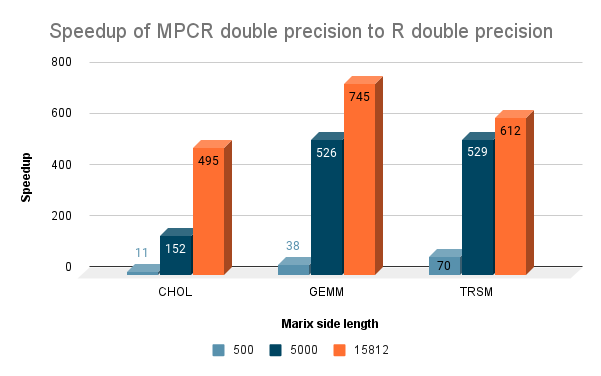 Speedup of MPCR double precision to R double precision
800
600
400
200
0
Speedup
11
152
495
38
526
745
70
529
612
CHOL GEMM TRSM
Marix side length
500 5000 15812